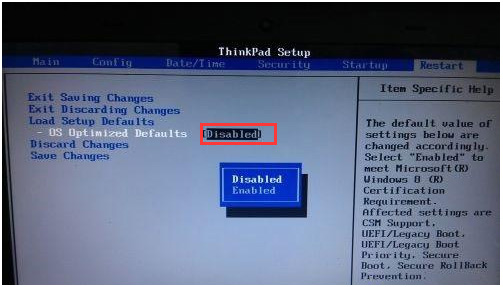 ThinkPad Setup
Main Config Date/Time Security Startup Restart
Exit Saving Changes
Exit Discarding Changes
Load Setup Defaults
- OS Optimized Defaults [Disabled]
Discard Changes
Save Changes
Disabled
Enabled
Item Specific Help
The default value of
settings below are
changed accordingly.
Select "Enabled" to
meet Microsoft(R)
Windows 8 (R)
Certification
Requirement.
Affected settings are
CSM Support,
UEFI/Legacy Boot,
UEFI/Legacy Boot
Priority, Secure
Boot, Secure RollBack
Prevention.